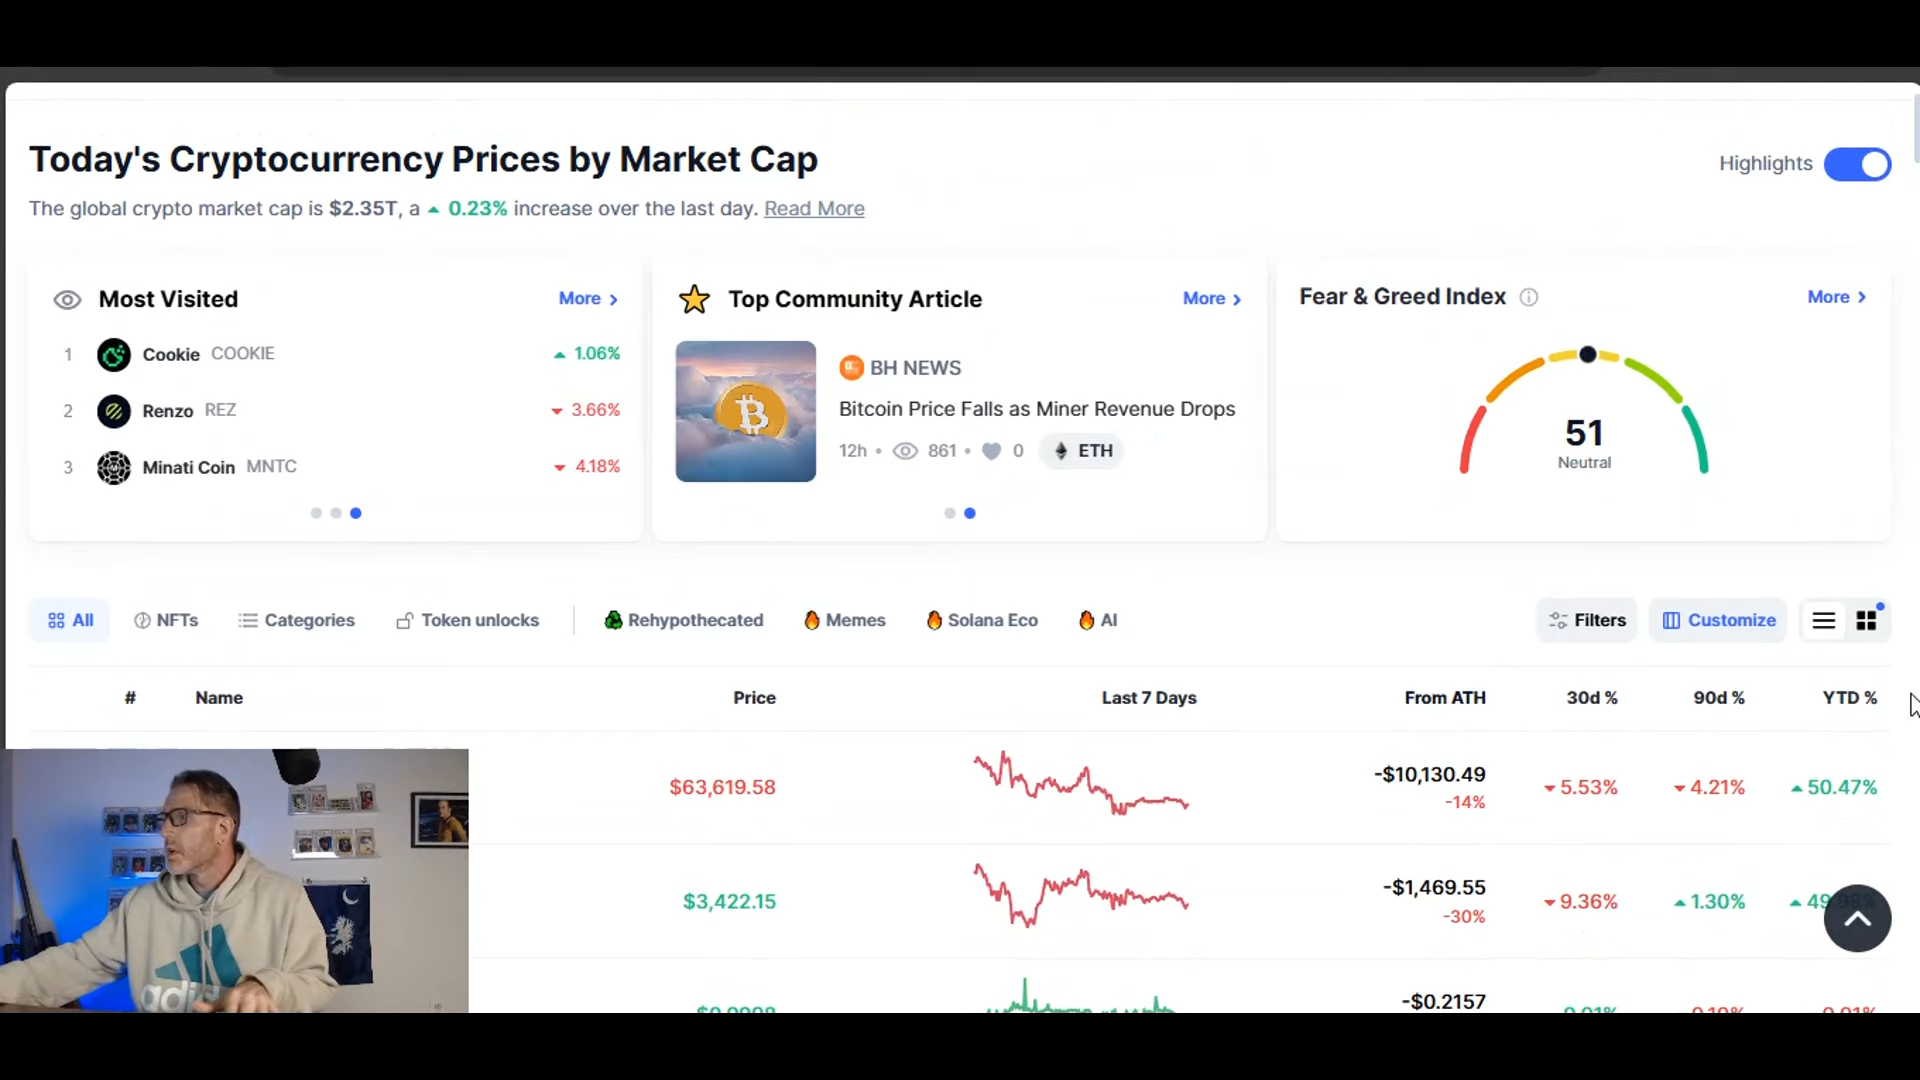 Today's Cryptocurrency Prices by Market Cap
Highlights
The global crypto market cap is $2.35T, a 0.23% increase over the last day. Read More
Most Visited
More
1 Cookie COOKIE 1.06%
2 Renzo REZ 3.66%
3 Minati Coin MNTC 4.18%
Top Community Article
More
BH NEWS
Bitcoin Price Falls as Miner Revenue Drops
12h • 861 • 0 ETH
Fear & Greed Index
More
51
Neutral
All NFTs Categories Token unlocks Rehypothecated Memes Solana Eco AI Filters Customize
# Name Price Last 7 Days From ATH 30d % 90d % YTD %
$63,619.58 -$10,130.49 5.53% 4.21% 50.47%
-14%
$3,422.15 -$1,469.55 9.36% 1.30%
-30%
-$0.2157